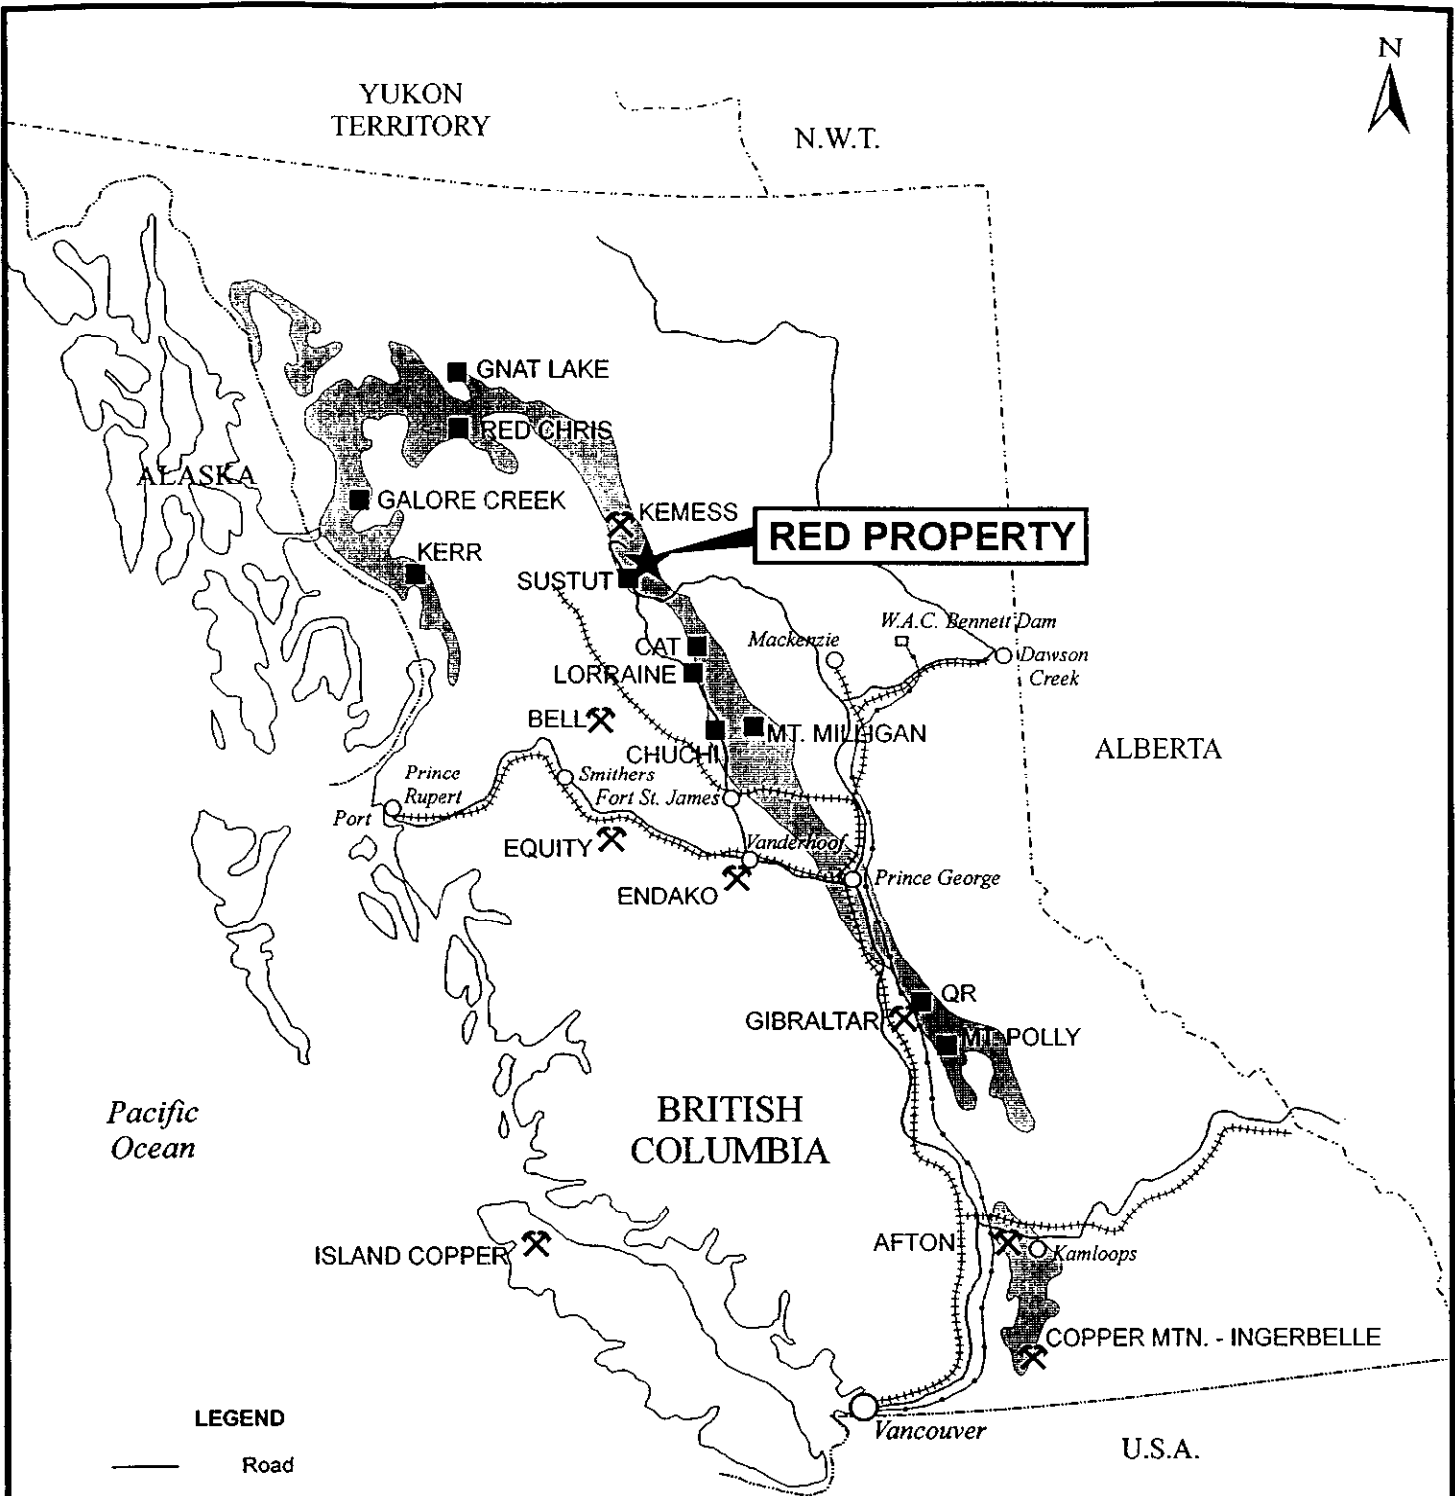 N
YUKON
TERRITORY
N.W.T.
GNAT LAKE
RED CHRIS
ALASKA
GALORE CREEK
KEMESS
RED PROPERTY
KERR
SUSTUT
W.A.C. Bennett Dam
CAT
Mackenzie
Dawson
Creek
LORRAINE
BELL
MT. MILLIGAN
CHUCHI
ALBERTA
Prince
Rupert
Smithers
Fort St. James
Port
EQUITY
Vanderhoof
ENDAKO
Prince George
QR
GIBRALTAR
MT. POLLY
Pacific
Ocean
BRITISH
COLUMBIA
AFTON
ISLAND COPPER
Kamloops
COPPER MTN. - INGERBELLE
LEGEND
Vancouver
U.S.A.
Road